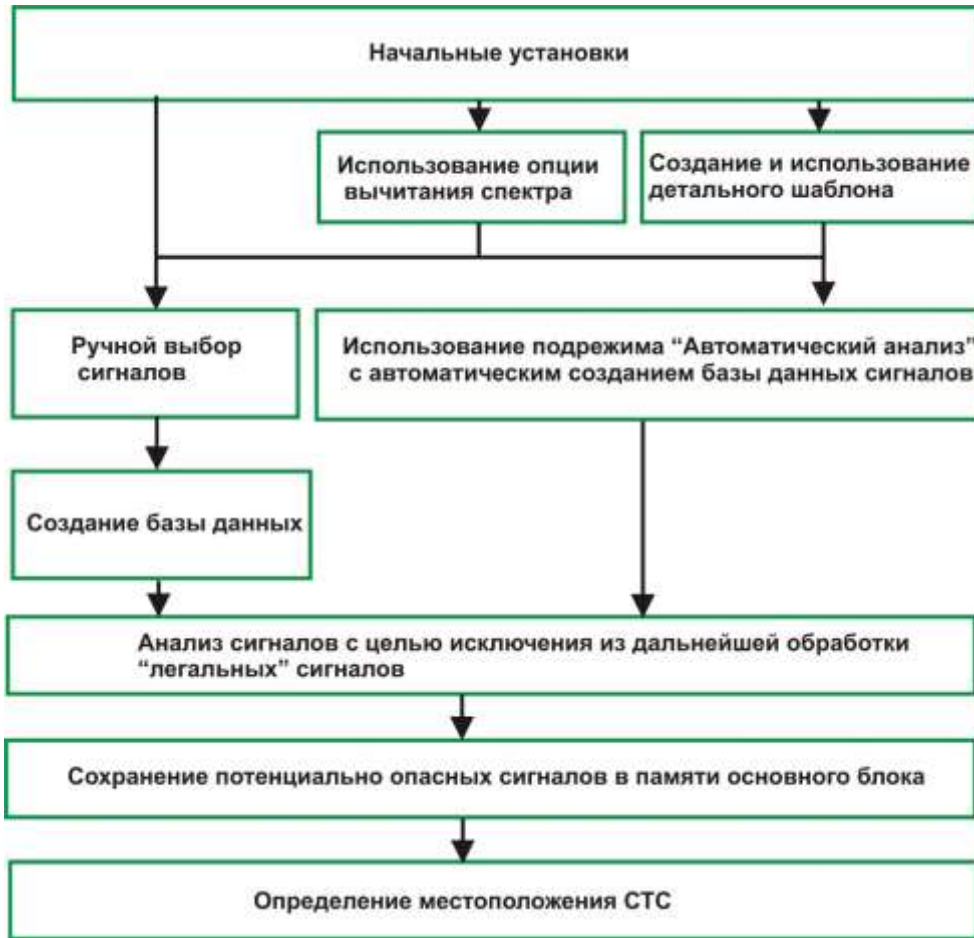 Начальные установки
Использование опции
вычитания спектра
Создание и использование
детального шаблона
Ручной выбор
сигналов
Использование подрежима “Автоматический анализ”
с автоматическим созданием базы данных сигналов
Создание базы данных
Анализ сигналов с целью исключения из дальнейшей обработки
“легальных” сигналов
Сохранение потенциально опасных сигналов в памяти основного блока
Определение местоположения СТС